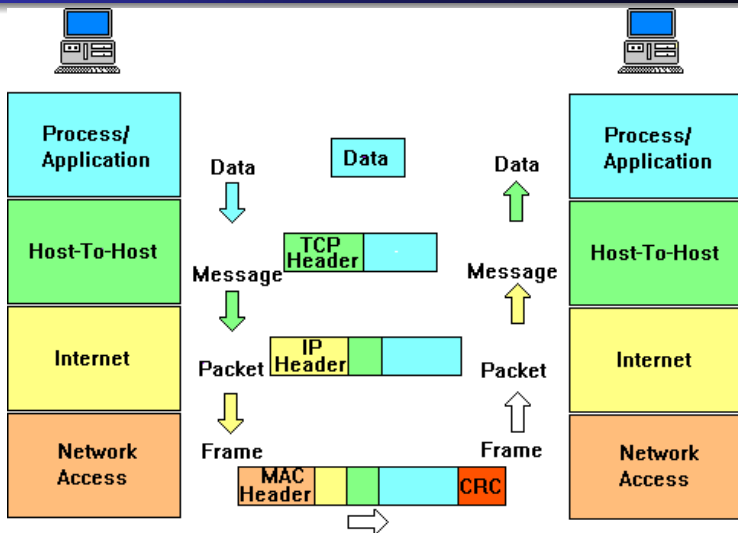 Process/
Application
Host-To-Host
Internet
Network
Access
Data
Message
Packet
Frame
Data
TCP
Header
IP
Header
MAC
Header
CRC
Data
Message
Packet
Frame
Process/
Application
Host-To-Host
Internet
Network
Access